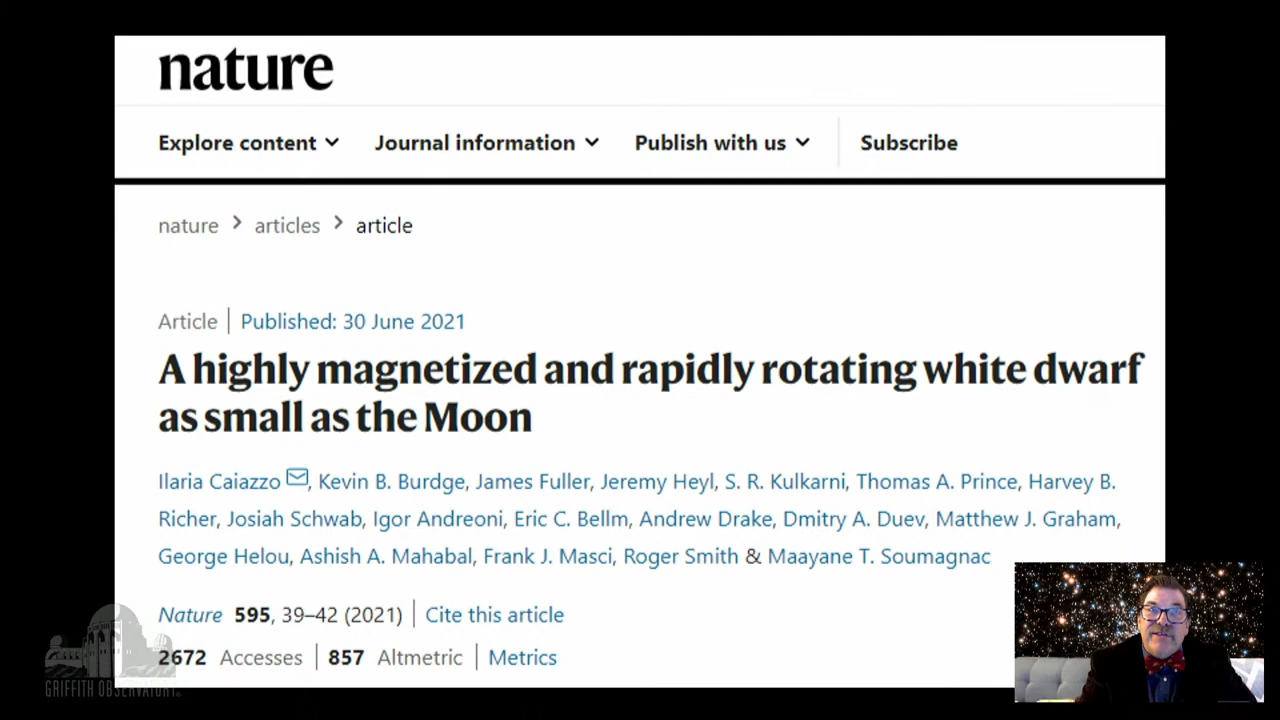 nature
Explore content Journal information Publish with us Subscribe
nature > articles > article
Article | Published: 30 June 2021
A highly magnetized and rapidly rotating white dwarf
as small as the Moon
Ilaria Caiazzo, Kevin B. Burdge, James Fuller, Jeremy Heyl, S. R. Kulkarni, Thomas A. Prince, Harvey B.
Richer, Josiah Schwab, Igor Andreoni, Eric C. Bellm, Andrew Drake, Dmitry A. Duev, Matthew J. Graham,
George Helou, Ashish A. Mahabal, Frank J. Masci, Roger Smith & Maayane T. Soumagnac
Nature 595, 39–42 (2021) | Cite this article
2672 Accesses | 857 Altmetric | Metrics
GRIFFITH OBSERVATORY